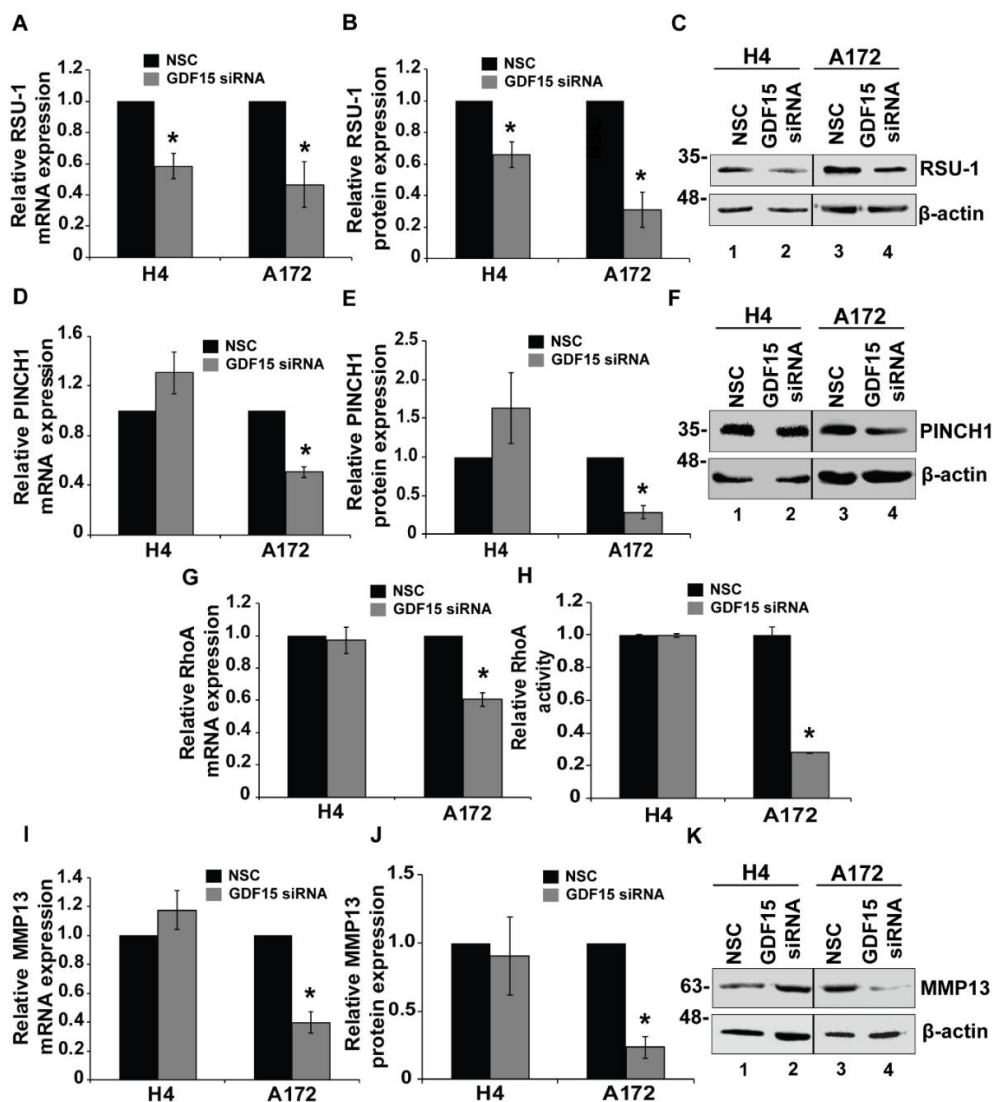 A
NSC
GDF15 siRNA
Relative RSU-1
mRNA expression
1.2
1.0
0.8
0.6
0.4
0.2
0
*
*
H4
A172
B
NSC
GDF15 siRNA
Relative RSU-1
protein expression
1.2
1.0
0.8
0.6
0.4
0.2
0
NSC
*
*
H4
A172
C
H4
A172
NSC
GDF15
siRNA
NSC
GDF15
siRNA
35-
RSU-1
48-
β-actin
1 2 3 4
D
NSC
GDF15 siRNA
Relative PINCH1
mRNA expression
1.6
1.2
1.0
0.8
0.4
0
*
H4
A172
E
NSC
GDF15 siRNA
Relative PINCH1
protein expression
2.5
2.0
1.5
1.0
0.5
0
*
H4
A172
F
H4
A172
NSC
GDF15
siRNA
NSC
GDF15
siRNA
35-
PINCH1
48-
β-actin
1 2 3 4
G
NSC
GDF15 siRNA
Relative RhoA
mRNA expression
1.2
1.0
0.8
0.6
0.4
0.2
0
*
H4
A172
H
NSC
GDF15 siRNA
Relative RhoA
activity
1.2
1.0
0.8
0.6
0.4
0.2
0
*
H4
A172
I
NSC
GDF15 siRNA
Relative MMP13
mRNA expression
1.4
1.2
1.0
0.8
0.6
0.4
0.2
0
*
H4
A172
J
NSC
GDF15 siRNA
Relative MMP13
protein expression
1.5
1.0
0.5
0
*
H4
A172
K
H4
A172
NSC
GDF15
siRNA
NSC
GDF15
siRNA
63-
MMP13
48-
β-actin
1 2 3 4